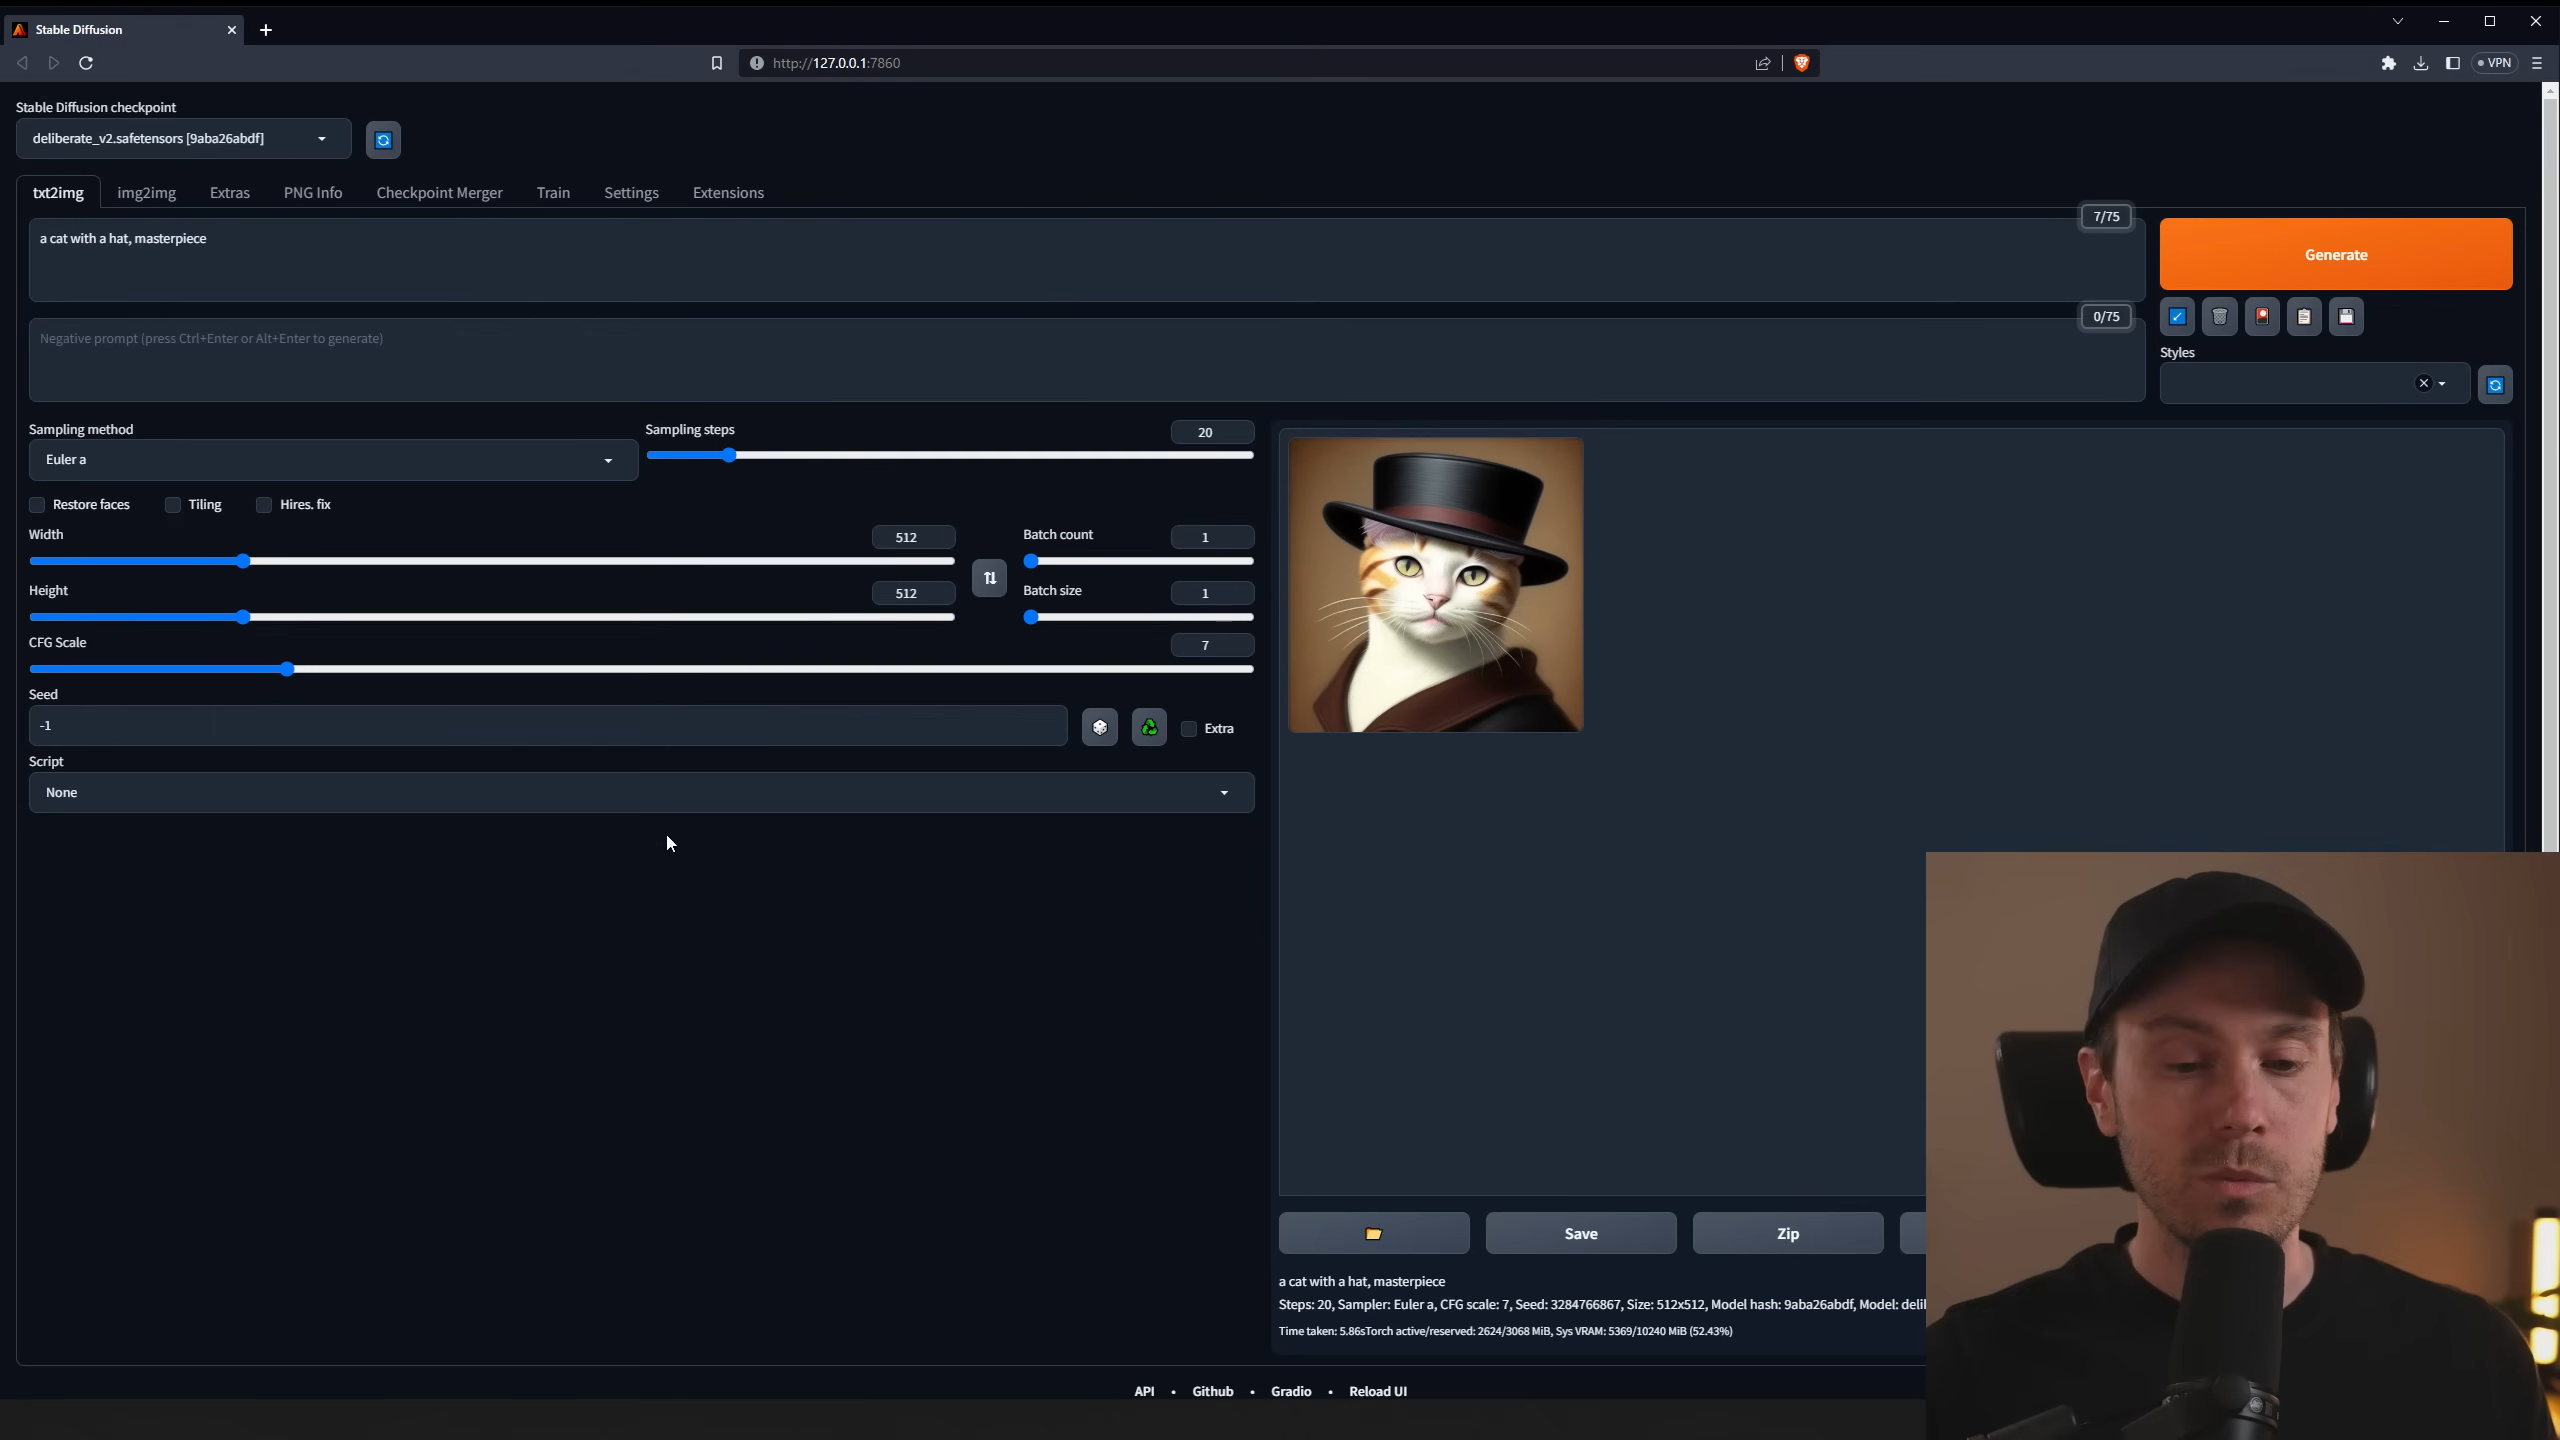 Stable Diffusion
http://127.0.0.1:7860
VPN
Stable Diffusion checkpoint
deliberate_v2.safetensors [9aba26abdf]
txt2img
img2img
Extras
PNG Info
Checkpoint Merger
Train
Settings
Extensions
7/75
a cat with a hat, masterpiece
Generate
0/75
Negative prompt (press Ctrl+Enter or Alt+Enter to generate)
Styles
Sampling method
Euler a
Sampling steps
20
Restore faces
Tiling
Hires. fix
Width
512
Batch count
1
Height
512
Batch size
1
CFG Scale
7
Seed
-1
Extra
Script
None
Save
Zip
a cat with a hat, masterpiece
Steps: 20, Sampler: Euler a, CFG scale: 7, Seed: 3284766867, Size: 512x512, Model hash: 9aba26abdf, Model:
Time taken: 5.86sTorch active/reserved: 2624/3068 MiB, Sys VRAM: 5369/10240 MiB (52.43%)
API • Github • Gradio • Reload UI